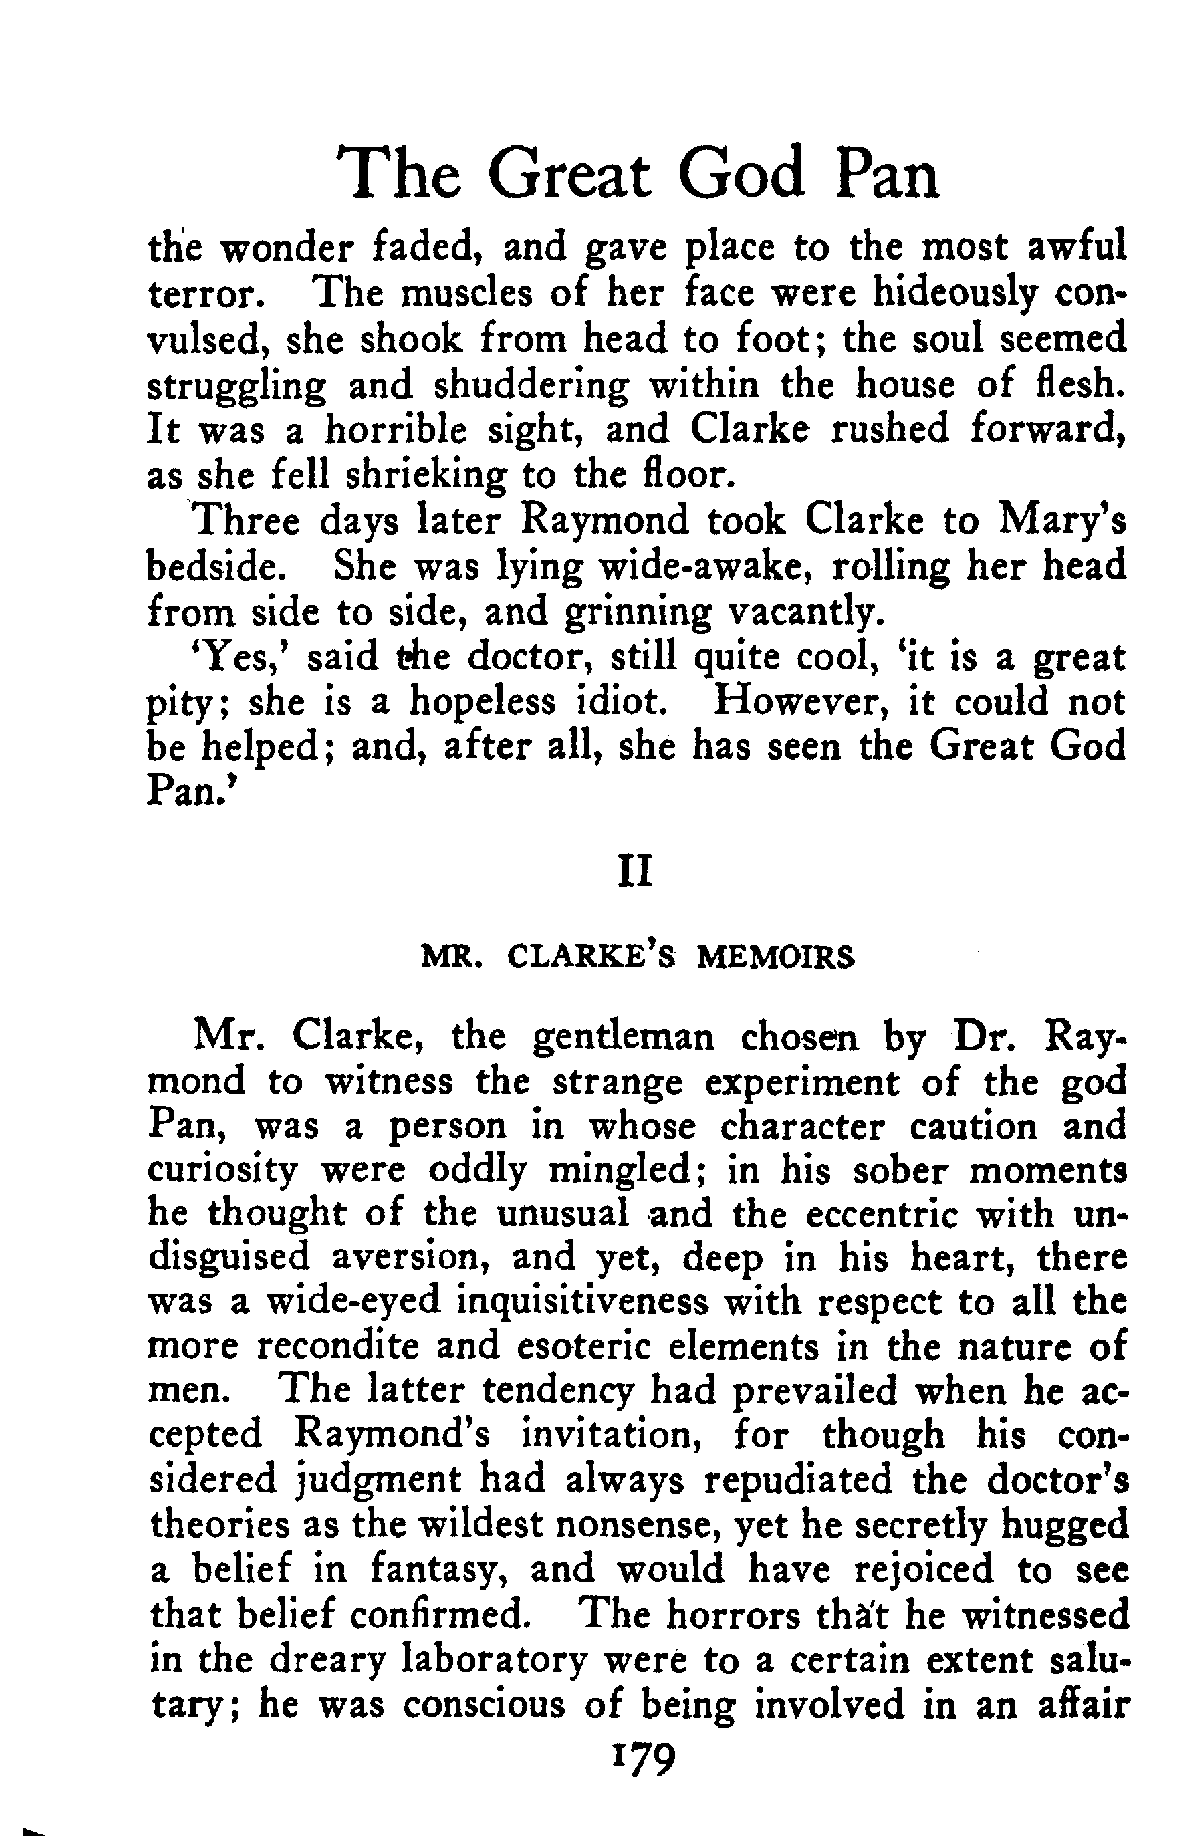 The Great God Pan
the wonder faded, and gave place to the most awful
terror. The muscles of her face were hideously con-
vulsed, she shook from head to foot; the soul seemed
struggling and shuddering within the house of flesh.
It was a horrible sight, and Clarke rushed forward,
as she fell shrieking to the floor.
Three days later Raymond took Clarke to Mary's
bedside. She was lying wide-awake, rolling her head
from side to side, and grinning vacantly.
'Yes,' said the doctor, still quite cool, 'it is a great
pity; she is a hopeless idiot. However, it could not
be helped; and, after all, she has seen the Great God
Pan.'
II
MR. CLARKE'S MEMOIRS
Mr. Clarke, the gentleman chosen by Dr. Ray-
mond to witness the strange experiment of the god
Pan, was a person in whose character caution and
curiosity were oddly mingled; in his sober moments
he thought of the unusual and the eccentric with un-
disguised aversion, and yet, deep in his heart, there
was a wide-eyed inquisitiveness with respect to all the
more recondite and esoteric elements in the nature of
men. The latter tendency had prevailed when he ac-
cepted Raymond's invitation, for though his con-
sidered judgment had always repudiated the doctor's
theories as the wildest nonsense, yet he secretly hugged
a belief in fantasy, and would have rejoiced to see
that belief confirmed. The horrors that he witnessed
in the dreary laboratory were to a certain extent salu-
tary; he was conscious of being involved in an affair
179